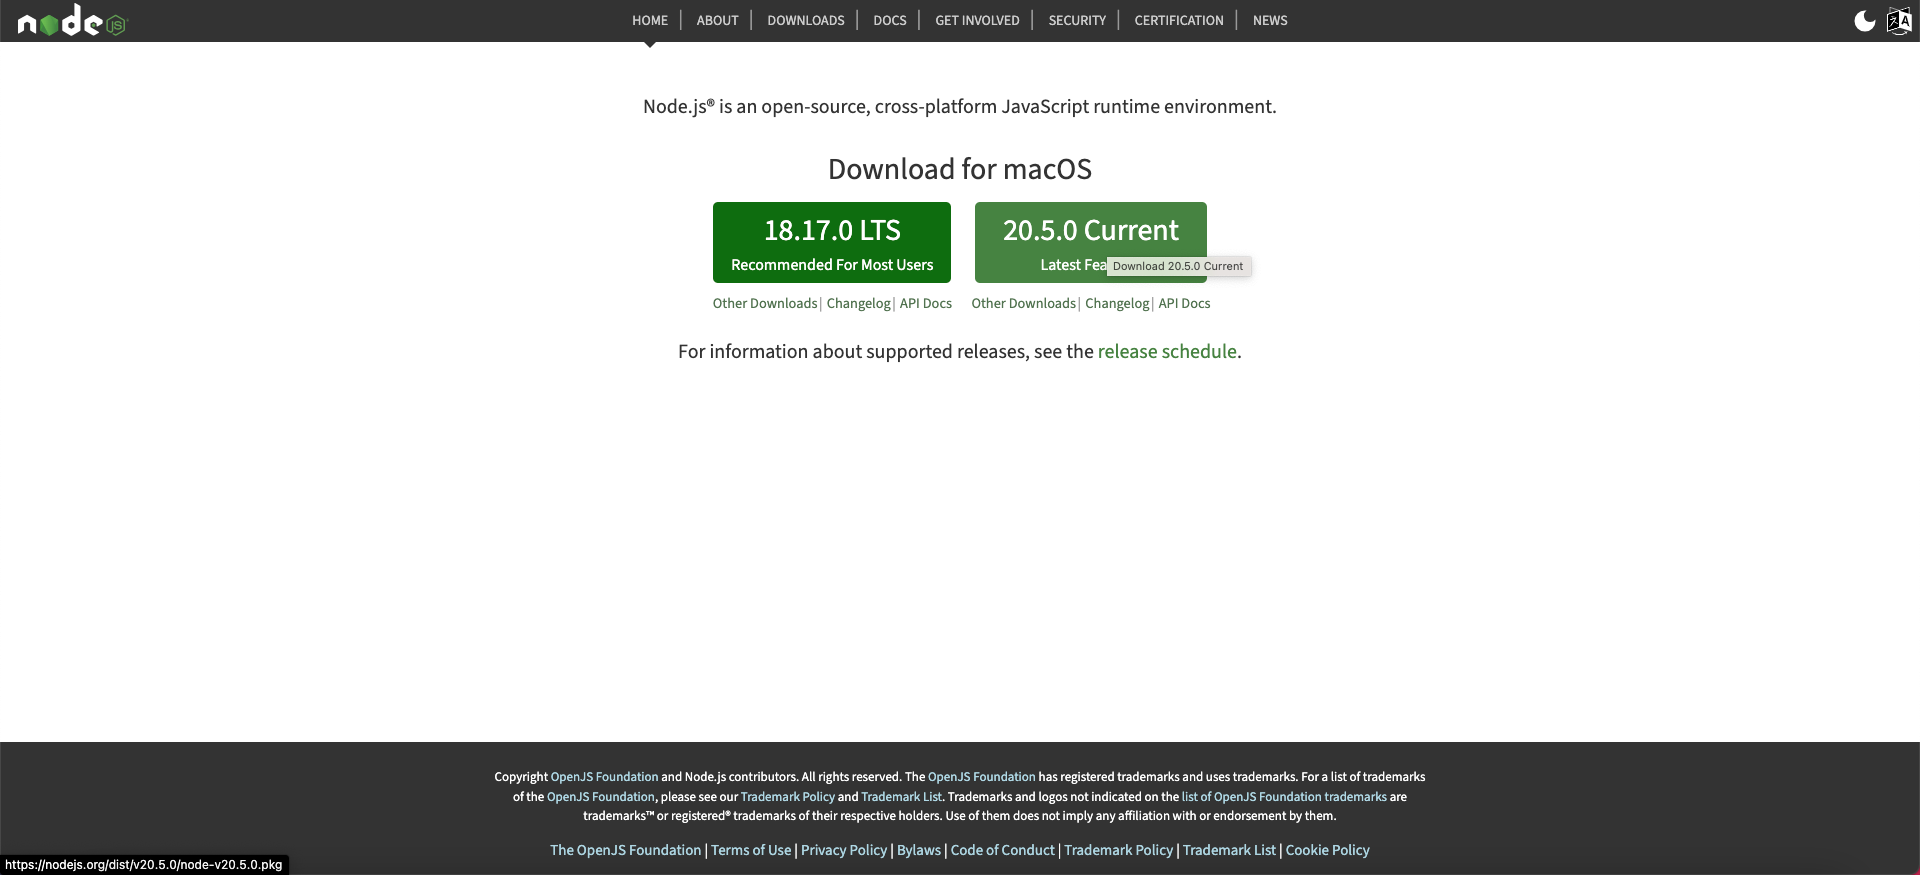 node JS
HOME | ABOUT | DOWNLOADS | DOCS | GET INVOLVED | SECURITY | CERTIFICATION | NEWS
Node.js® is an open-source, cross-platform JavaScript runtime environment.
Download for macOS
18.17.0 LTS
Recommended For Most Users
20.5.0 Current
Latest Fea
Download 20.5.0 Current
Other Downloads | Changelog | API Docs
Other Downloads | Changelog | API Docs
For information about supported releases, see the release schedule.
Copyright OpenJS Foundation and Node.js contributors. All rights reserved. The OpenJS Foundation has registered trademarks and uses trademarks. For a list of trademarks
of the OpenJS Foundation, please see our Trademark Policy and Trademark List. Trademarks and logos not indicated on the list of OpenJS Foundation trademarks are
trademarks™ or registered® trademarks of their respective holders. Use of them does not imply any affiliation with or endorsement by them.
The OpenJS Foundation | Terms of Use | Privacy Policy | Bylaws | Code of Conduct | Trademark Policy | Trademark List | Cookie Policy
https://nodejs.org/dist/v20.5.0/node-v20.5.0.pkg